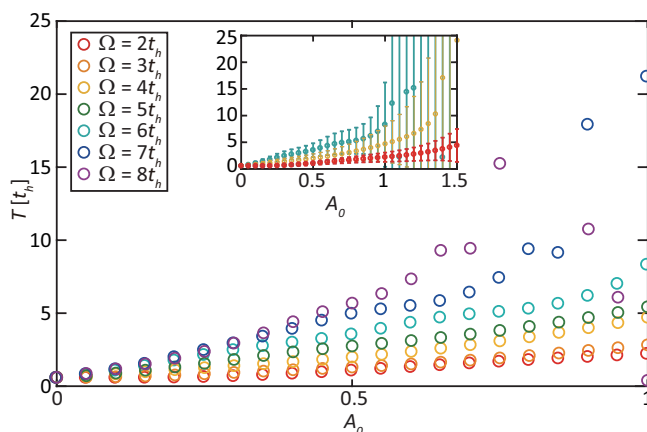 25
20
15
10
5
0
T [t_h]
Ω = 2t_h
Ω = 3t_h
Ω = 4t_h
Ω = 5t_h
Ω = 6t_h
Ω = 7t_h
Ω = 8t_h
25
20
15
10
5
0
0 0.5 1 1.5
A_0
0 0.5 1
A_0